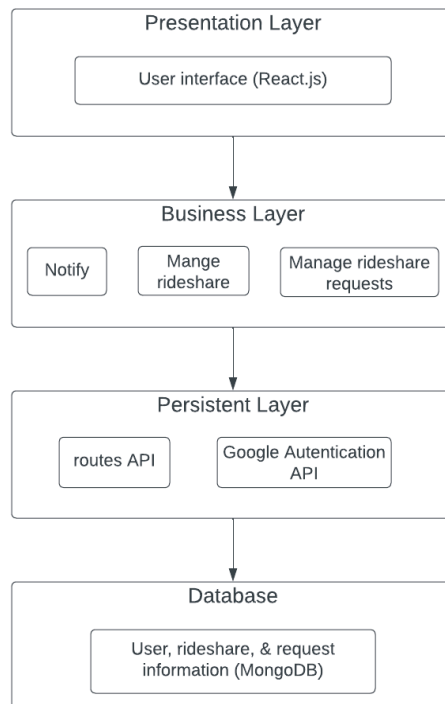 Presentation Layer
User interface (React.js)
Business Layer
Notify
Mange
rideshare
Manage rideshare
requests
Persistent Layer
routes API
Google Autentication
API
Database
User, rideshare, & request
information (MongoDB)